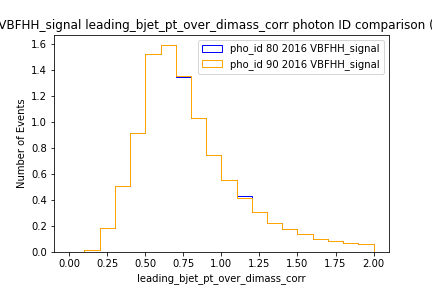 VBFHH_signal leading_bjet_pt_over_dimass_corr photon ID comparison (
pho_id 80 2016 VBFHH_signal
pho_id 90 2016 VBFHH_signal
Number of Events
1.6
1.4
1.2
1.0
0.8
0.6
0.4
0.2
0.0
0.00 0.25 0.50 0.75 1.00 1.25 1.50 1.75 2.00
leading_bjet_pt_over_dimass_corr